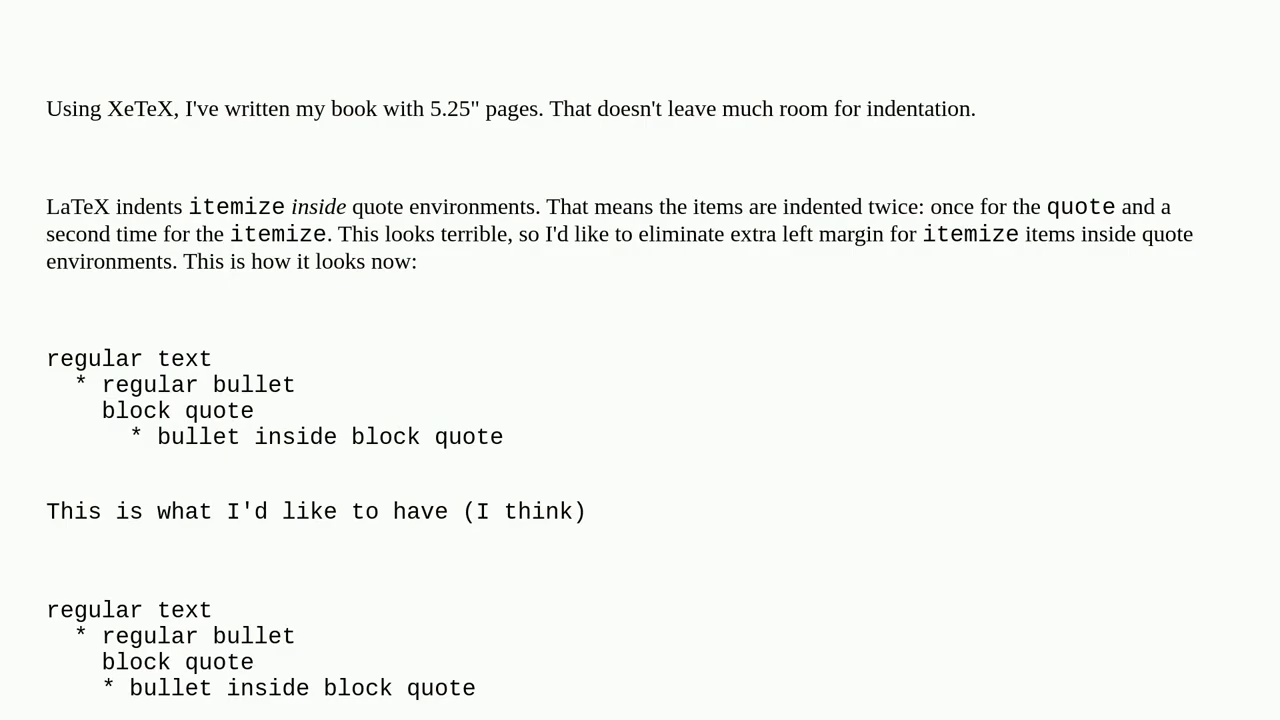 Using XeTeX, I've written my book with 5.25" pages. That doesn't leave much room for indentation.
LaTeX indents itemize inside quote environments. That means the items are indented twice: once for the quote and a
second time for the itemize. This looks terrible, so I'd like to eliminate extra left margin for itemize items inside quote
environments. This is how it looks now:
regular text
  * regular bullet
    block quote
      * bullet inside block quote
This is what I'd like to have (I think)
regular text
  * regular bullet
    block quote
    * bullet inside block quote